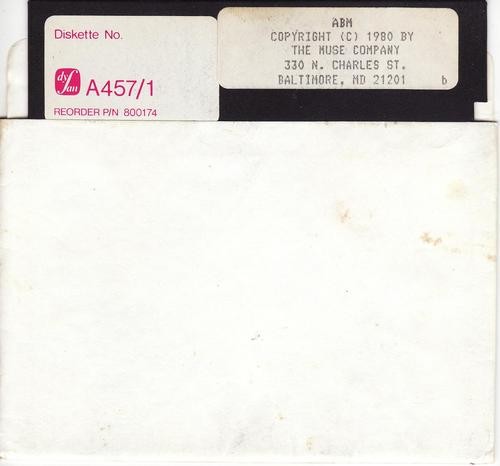 Diskette No.
dysan
A457/1
REORDER P/N 800174
ABM
COPYRIGHT (C) 1980 BY
THE MUSE COMPANY
330 N. CHARLES ST.
BALTIMORE, MD 21201
b